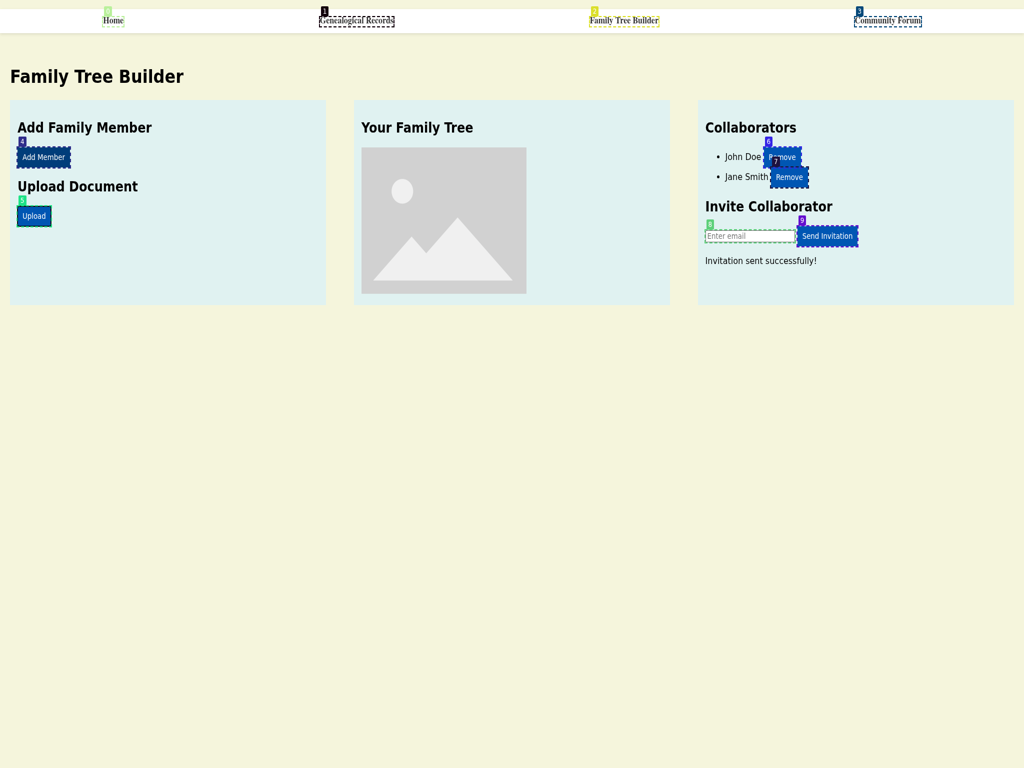 Home
Genealogical Records
Family Tree Builder
Community Forum
Family Tree Builder
Add Family Member
4
Add Member
Upload Document
5
Upload
Your Family Tree
Collaborators
6
John Doe Remove
7
Jane Smith Remove
Invite Collaborator
8 9
Enter email Send Invitation
Invitation sent successfully!
0 1 2 3